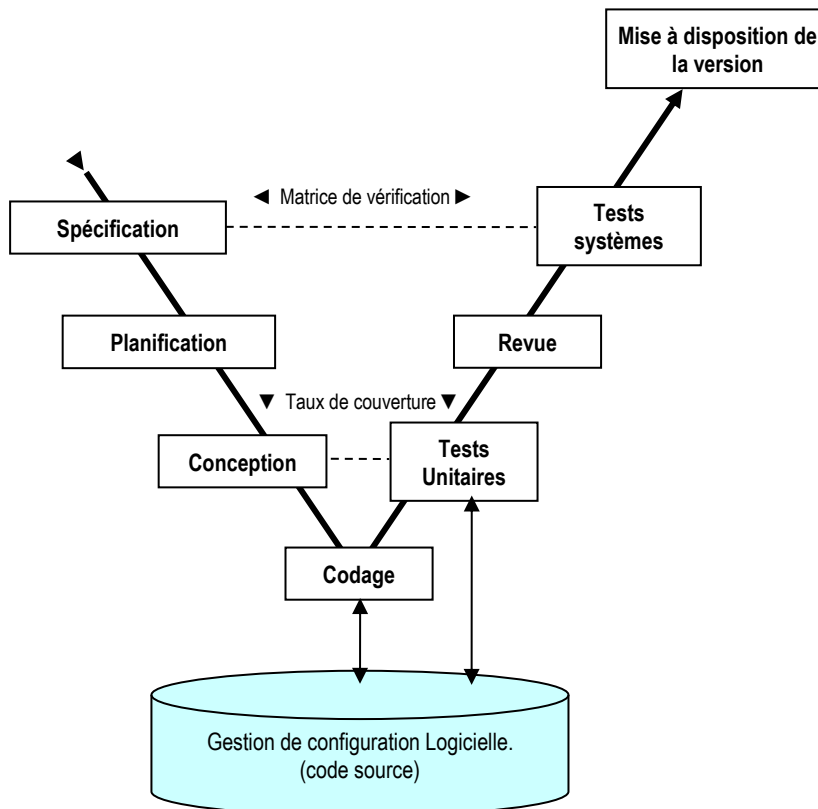 Mise à disposition de
la version
◄ Matrice de vérification ►
Spécification
Tests
systèmes
Planification
Revue
▼ Taux de couverture ▼
Conception
Tests
Unitaires
Codage
Gestion de configuration Logicielle.
(code source)